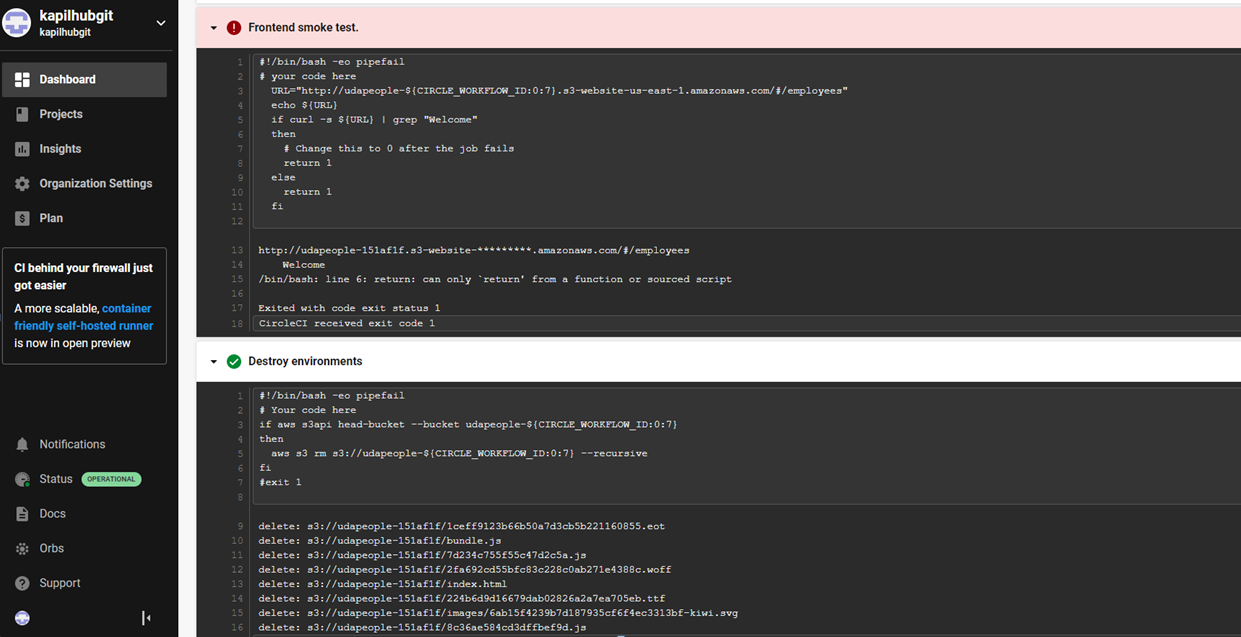 kapilhubgit
kapilhubgit
Dashboard
Projects
Insights
Organization Settings
Plan
CI behind your firewall just
got easier
A more scalable, container
friendly self-hosted runner
is now in open preview
Notifications
Status OPERATIONAL
Docs
Orbs
Support
Frontend smoke test.
1 #!/bin/bash -eo pipefail
2 # your code here
3 URL="http://udapeople-${CIRCLE_WORKFLOW_ID:0:7}.s3-website-us-east-1.amazonaws.com/#/employees"
4 echo ${URL}
5 if curl -s ${URL} | grep "Welcome"
6 then
7 # Change this to 0 after the job fails
8 return 1
9 else
10 return 1
11 fi
12
13 http://udapeople-151af1f.s3-website-*********.amazonaws.com/#/employees
14 Welcome
15 /bin/bash: line 6: return: can only `return' from a function or sourced script
16
17 Exited with code exit status 1
18 CircleCI received exit code 1
Destroy environments
1 #!/bin/bash -eo pipefail
2 # Your code here
3 if aws s3api head-bucket --bucket udapeople-${CIRCLE_WORKFLOW_ID:0:7}
4 then
5 aws s3 rm s3://udapeople-${CIRCLE_WORKFLOW_ID:0:7} --recursive
6 fi
7 #exit 1
8
9 delete: s3://udapeople-151af1f/1ceff9123b66b50a7d3cb5b221160855.eot
10 delete: s3://udapeople-151af1f/bundle.js
11 delete: s3://udapeople-151af1f/7d234c755f55c47d2c5a.js
12 delete: s3://udapeople-151af1f/2fa692cd55bfc83c228c0ab271e4388c.woff
13 delete: s3://udapeople-151af1f/index.html
14 delete: s3://udapeople-151af1f/224b6d9d16679dab02826a2a7ea705eb.ttf
15 delete: s3://udapeople-151af1f/images/6ab15f4239b7d187935cf6f4ec3313bf-kiwi.svg
16 delete: s3://udapeople-151af1f/8c36ae584cd3dffbef9d.js